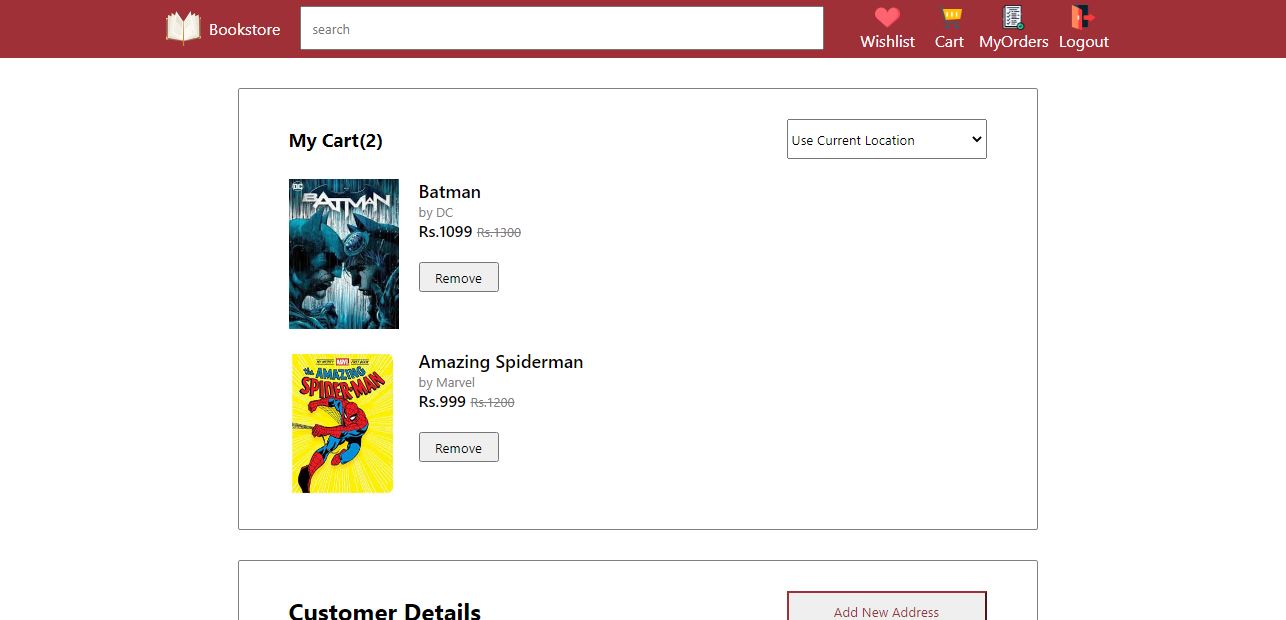 Bookstore
search
Wishlist
Cart
MyOrders
Logout
My Cart(2)
Use Current Location
DC
BATMAN
Batman
by DC
Rs.1099 Rs.1300
Remove
MARVEL
the AMAZING
SPIDER-MAN
Amazing Spiderman
by Marvel
Rs.999 Rs.1200
Remove
Customer Details
Add New Address